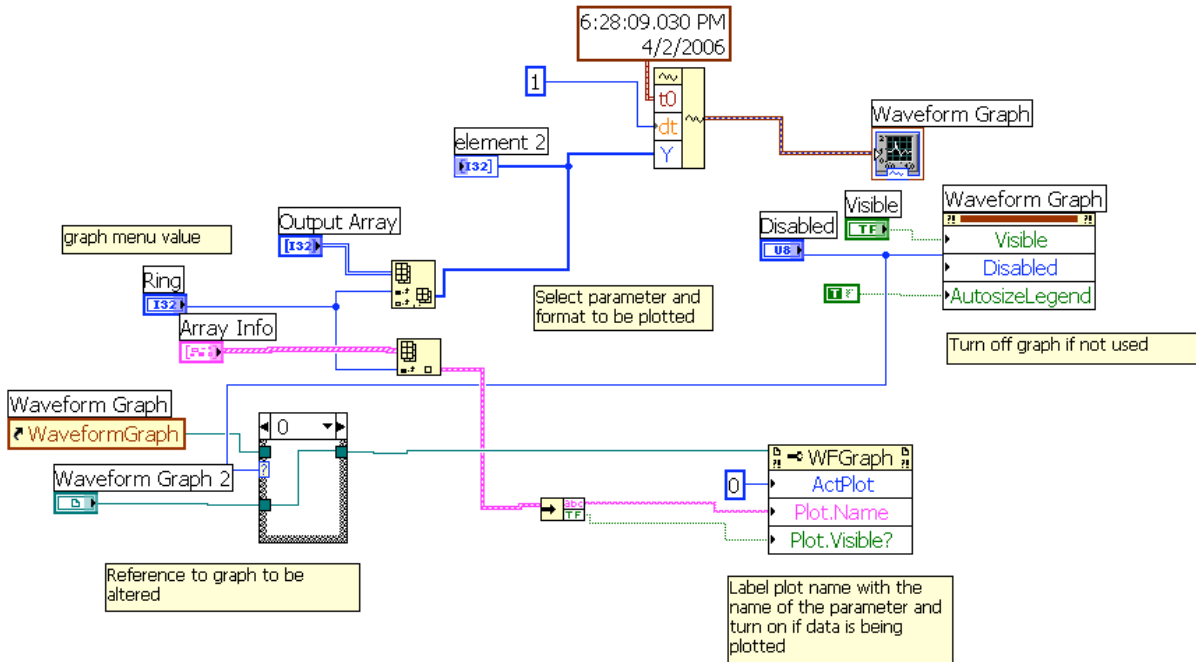 6:28:09.030 PM
4/2/2006
1
t0
dt
Y
Waveform Graph
element 2
I32
Waveform Graph
Visible
TF
Visible
Disabled
U8
Disabled
T F
AutosizeLegend
Output Array
I32
graph menu value
Ring
I32
Select parameter and
format to be plotted
Array Info
Turn off graph if not used
Waveform Graph
WaveformGraph
0
Waveform Graph 2
?
WFGraph
0
ActPlot
abc
TF
Plot.Name
Plot.Visible?
Reference to graph to be
altered
Label plot name with the
name of the parameter and
turn on if data is being
plotted